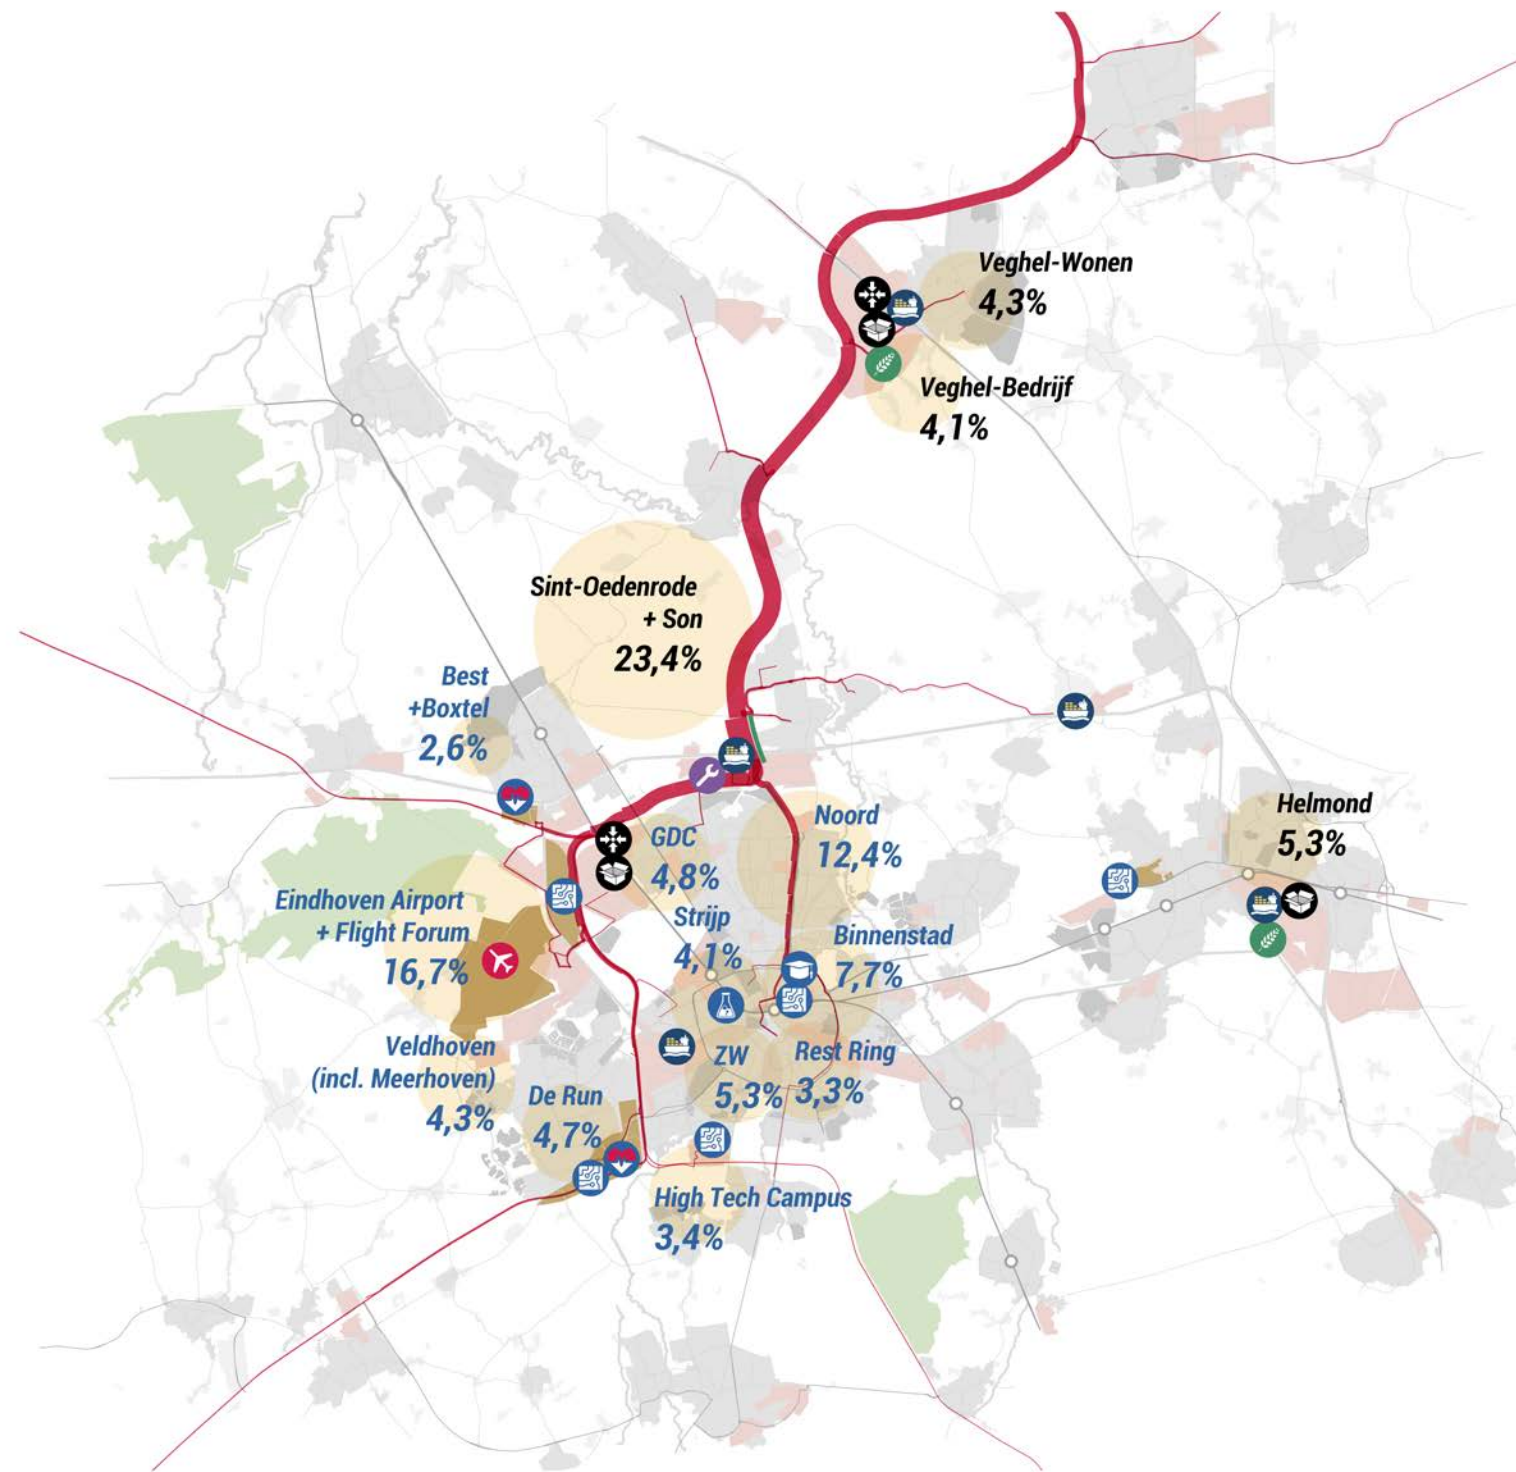 Veghel-Wonen
4,3%
Veghel-Bedrijf
4,1%
Sint-Oedenrode
+ Son
23,4%
Best
+Boxtel
2,6%
GDC
4,8%
Noord
12,4%
Helmond
5,3%
Eindhoven Airport
+ Flight Forum
16,7%
Strijp
4,1%
Binnenstad
7,7%
Veldhoven
(incl. Meerhoven)
4,3%
De Run
4,7%
ZW
5,3%
Rest Ring
3,3%
High Tech Campus
3,4%